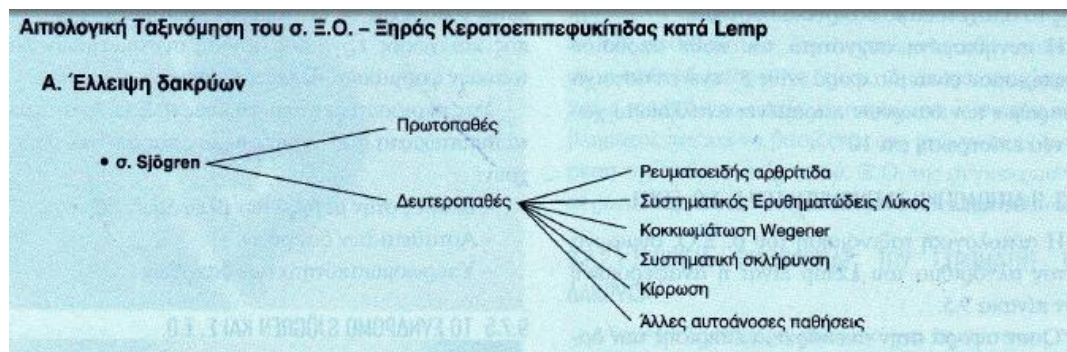 Αιτιολογική Ταξινόμηση του σ. Ξ.Ο. – Ξηράς Κερατοεπιπεφυκίτιδας κατά Lemp
Α. Έλλειψη δακρύων
• σ. Sjögren
Πρωτοπαθές
Δευτεροπαθές
Ρευματοειδής αρθρίτιδα
Συστηματικός Ερυθηματώδεις Λύκος
Κοκκιωμάτωση Wegener
Συστηματική σκλήρυνση
Κίρρωση
Άλλες αυτοάνοσες παθήσεις